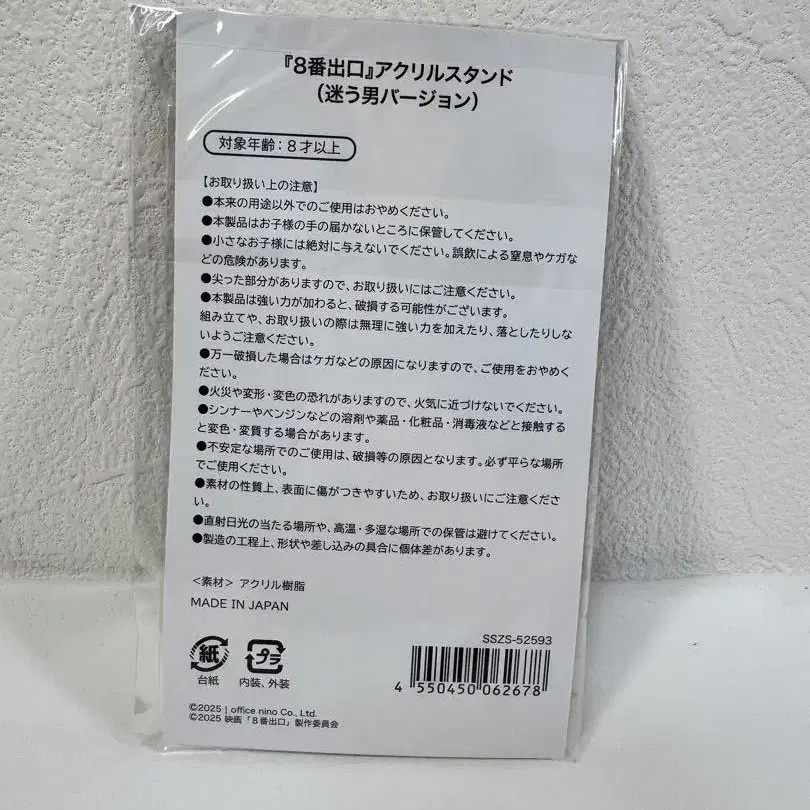 『8番出口』アクリルスタンド
（迷う男バージョン）
対象年齢：8才以上
【お取り扱い上の注意】
●本来の用途以外でのご使用はおやめください。
●本製品はお子様の手の届かないところに保管してください。
●小さなお子様には絶対に与えないでください。誤飲による窒息やケガな
どの危険があります。
●尖った部分がありますので、お取り扱いにはご注意ください。
●本製品は強い力が加わると、破損する可能性がございます。
組み立てや、お取り扱いの際は無理に強い力を加えたり、落としたりしな
いようご注意ください。
●万一破損した場合はケガなどの原因になりますので、ご使用をおやめく
ださい。
●火災や変形・変色の恐れがありますので、火気に近づけないでください。
●シンナーやベンジンなどの溶剤や薬品・化粧品・消毒液などと接触する
と変色・変質する場合があります。
●不安定な場所でのご使用は、破損等の原因となります。必ず平らな場所
でご使用ください。
●素材の性質上、表面に傷がつきやすいため、お取り扱いにご注意くださ
い。
●直射日光の当たる場所や、高温・多湿な場所での保管は避けてください。
●製造の工程上、形状や差し込みの具合に個体差があります。
＜素材＞ アクリル樹脂
MADE IN JAPAN
SSZS-52593
紙 プラ
台紙 内装、外装
4 550450 062678
©2025 | office nino Co., Ltd.
©2025 映画「8番出口」製作委員会